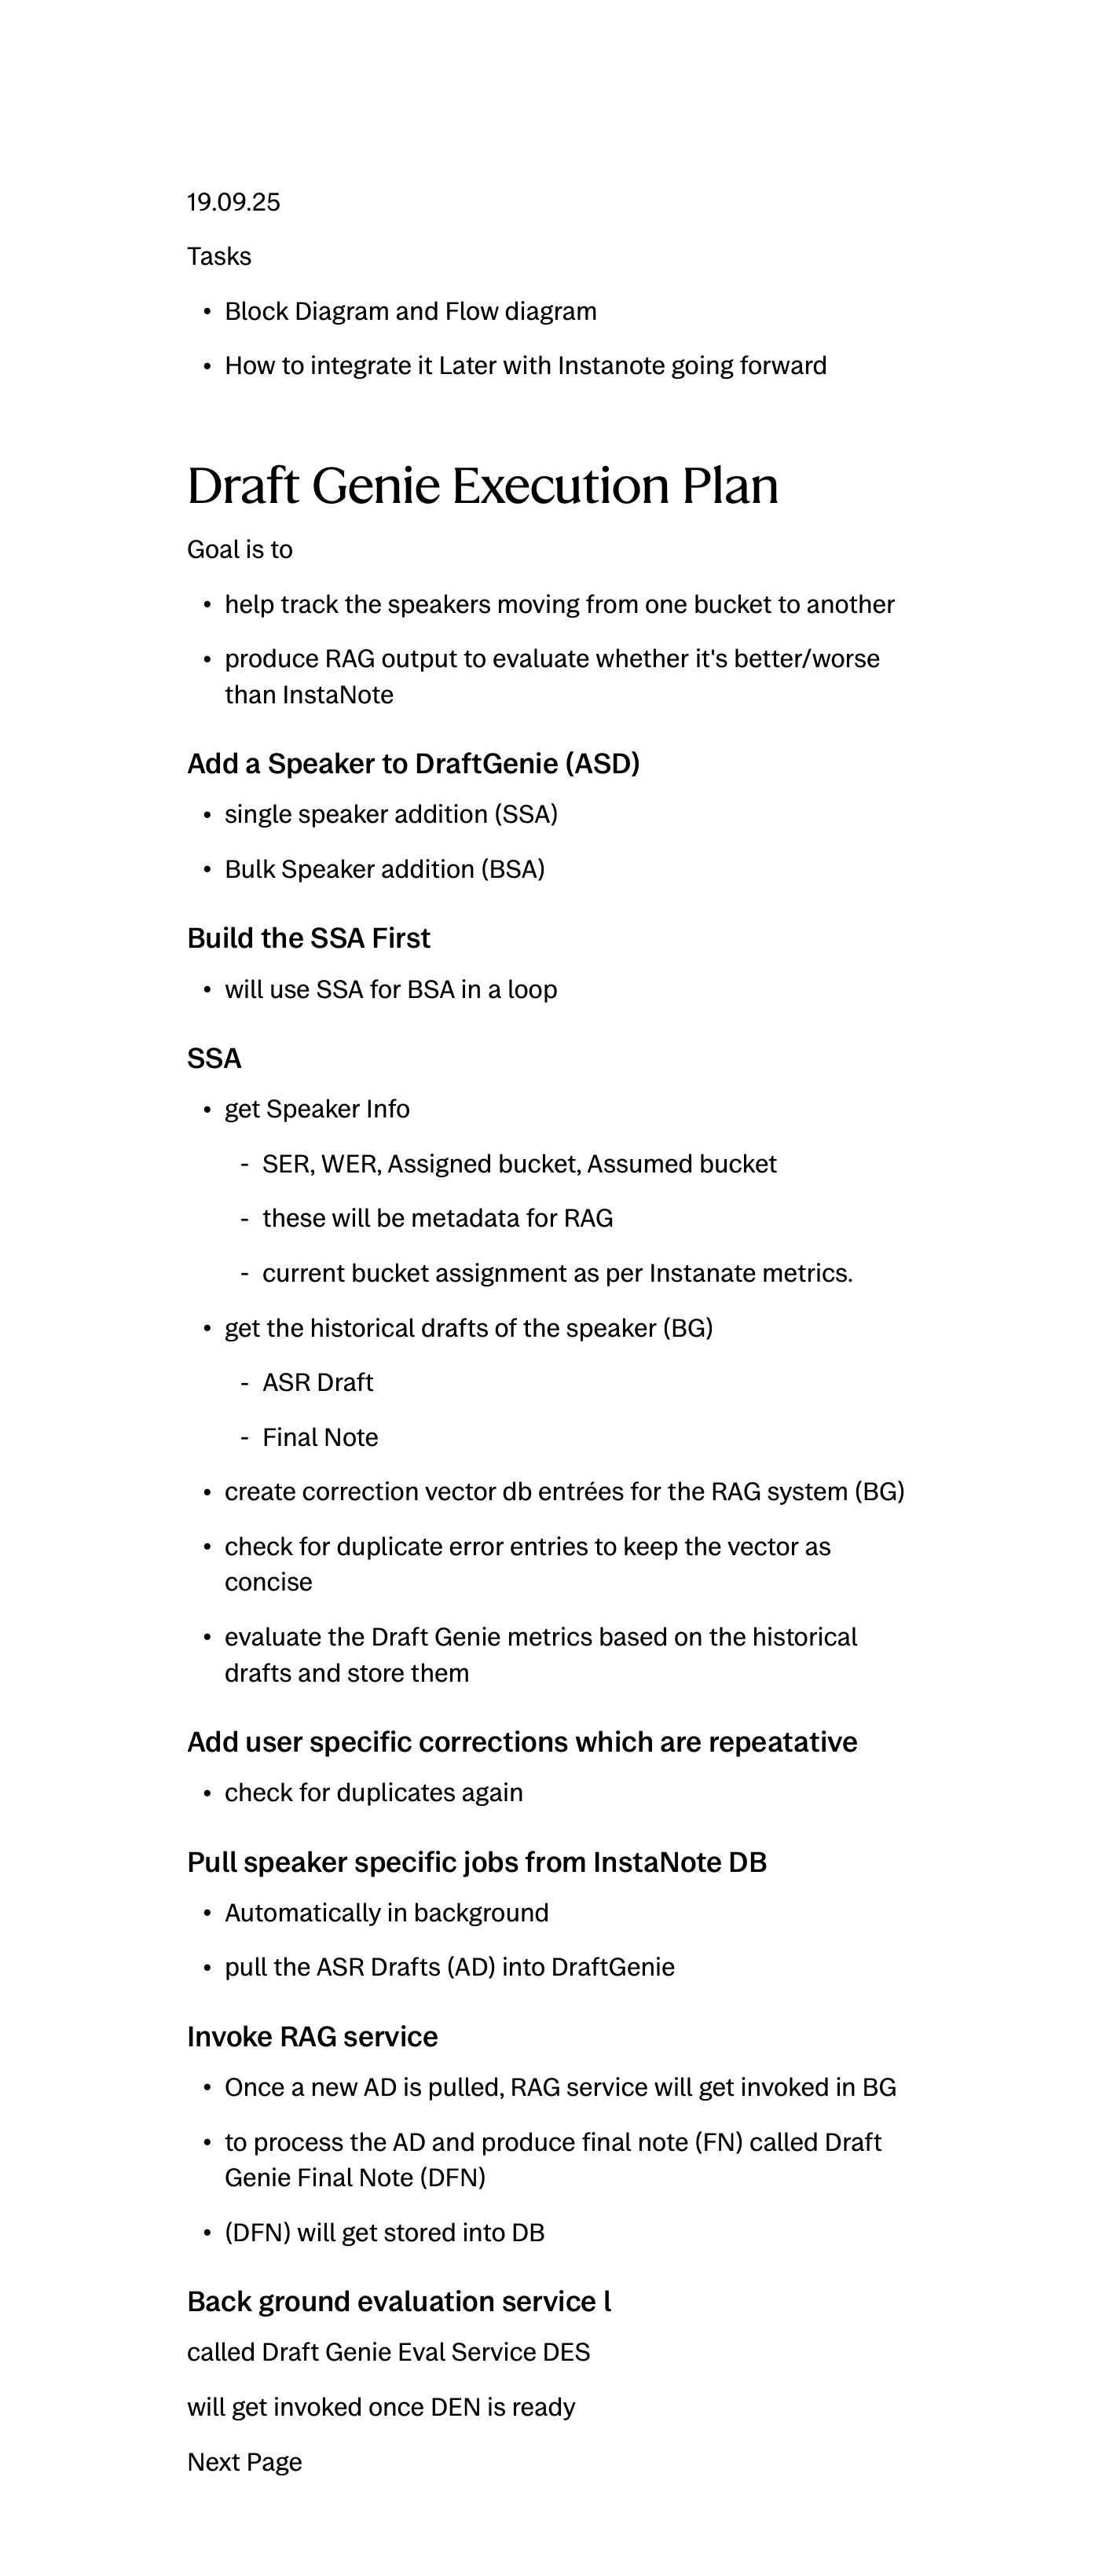 19.09.25
Tasks
• Block Diagram and Flow diagram
• How to integrate it Later with Instanote going forward
Draft Genie Execution Plan
Goal is to
• help track the speakers moving from one bucket to another
• produce RAG output to evaluate whether it's better/worse
than InstaNote
Add a Speaker to DraftGenie (ASD)
• single speaker addition (SSA)
• Bulk Speaker addition (BSA)
Build the SSA First
• will use SSA for BSA in a loop
SSA
• get Speaker Info
- SER, WER, Assigned bucket, Assumed bucket
- these will be metadata for RAG
- current bucket assignment as per Instanate metrics.
• get the historical drafts of the speaker (BG)
- ASR Draft
- Final Note
• create correction vector db entrées for the RAG system (BG)
• check for duplicate error entries to keep the vector as
concise
• evaluate the Draft Genie metrics based on the historical
drafts and store them
Add user specific corrections which are repeatative
• check for duplicates again
Pull speaker specific jobs from InstaNote DB
• Automatically in background
• pull the ASR Drafts (AD) into DraftGenie
Invoke RAG service
• Once a new AD is pulled, RAG service will get invoked in BG
• to process the AD and produce final note (FN) called Draft
Genie Final Note (DFN)
• (DFN) will get stored into DB
Back ground evaluation service l
called Draft Genie Eval Service DES
will get invoked once DEN is ready
Next Page